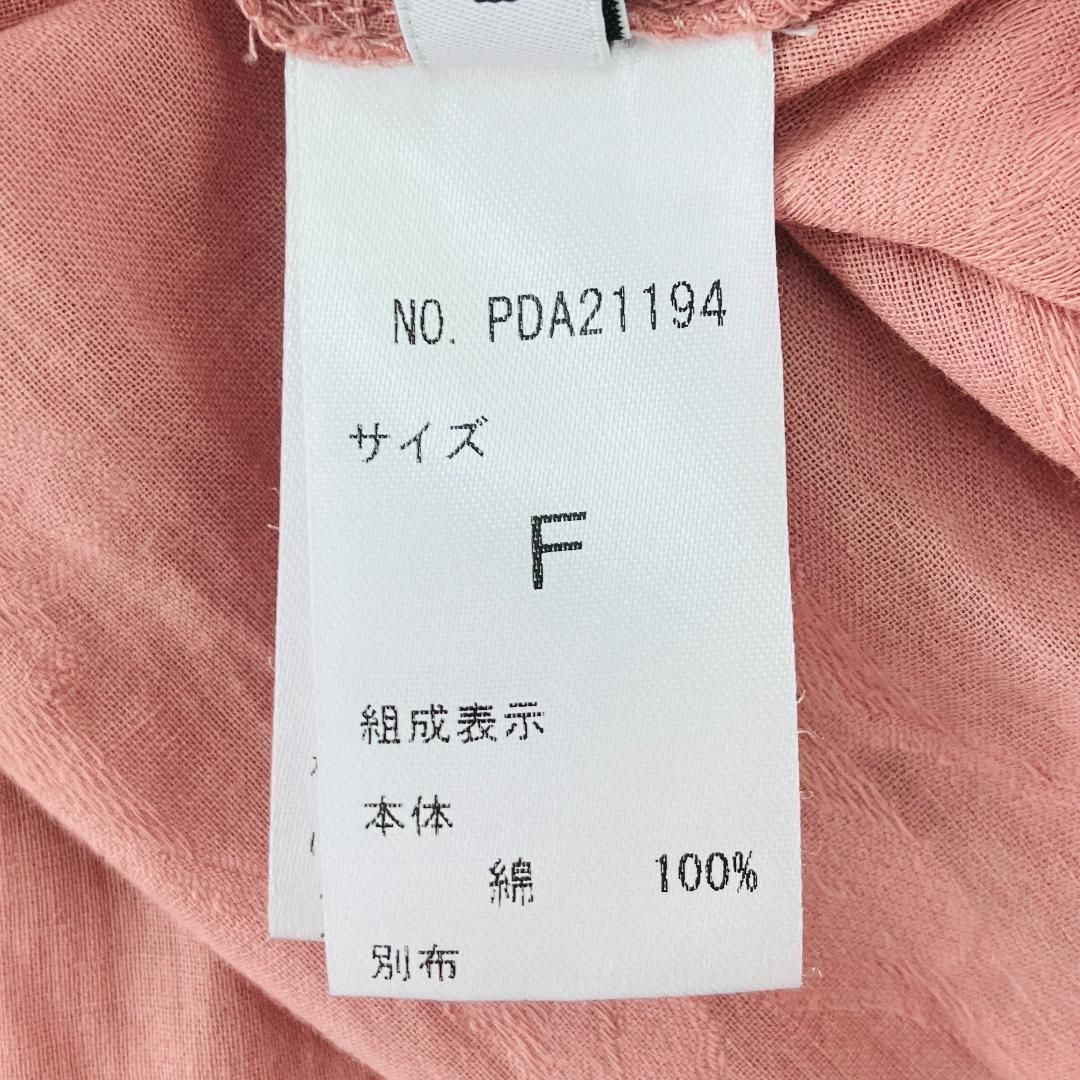 NO. PDA21194
サイズ
F
組成表示
本体
綿 100%
別布